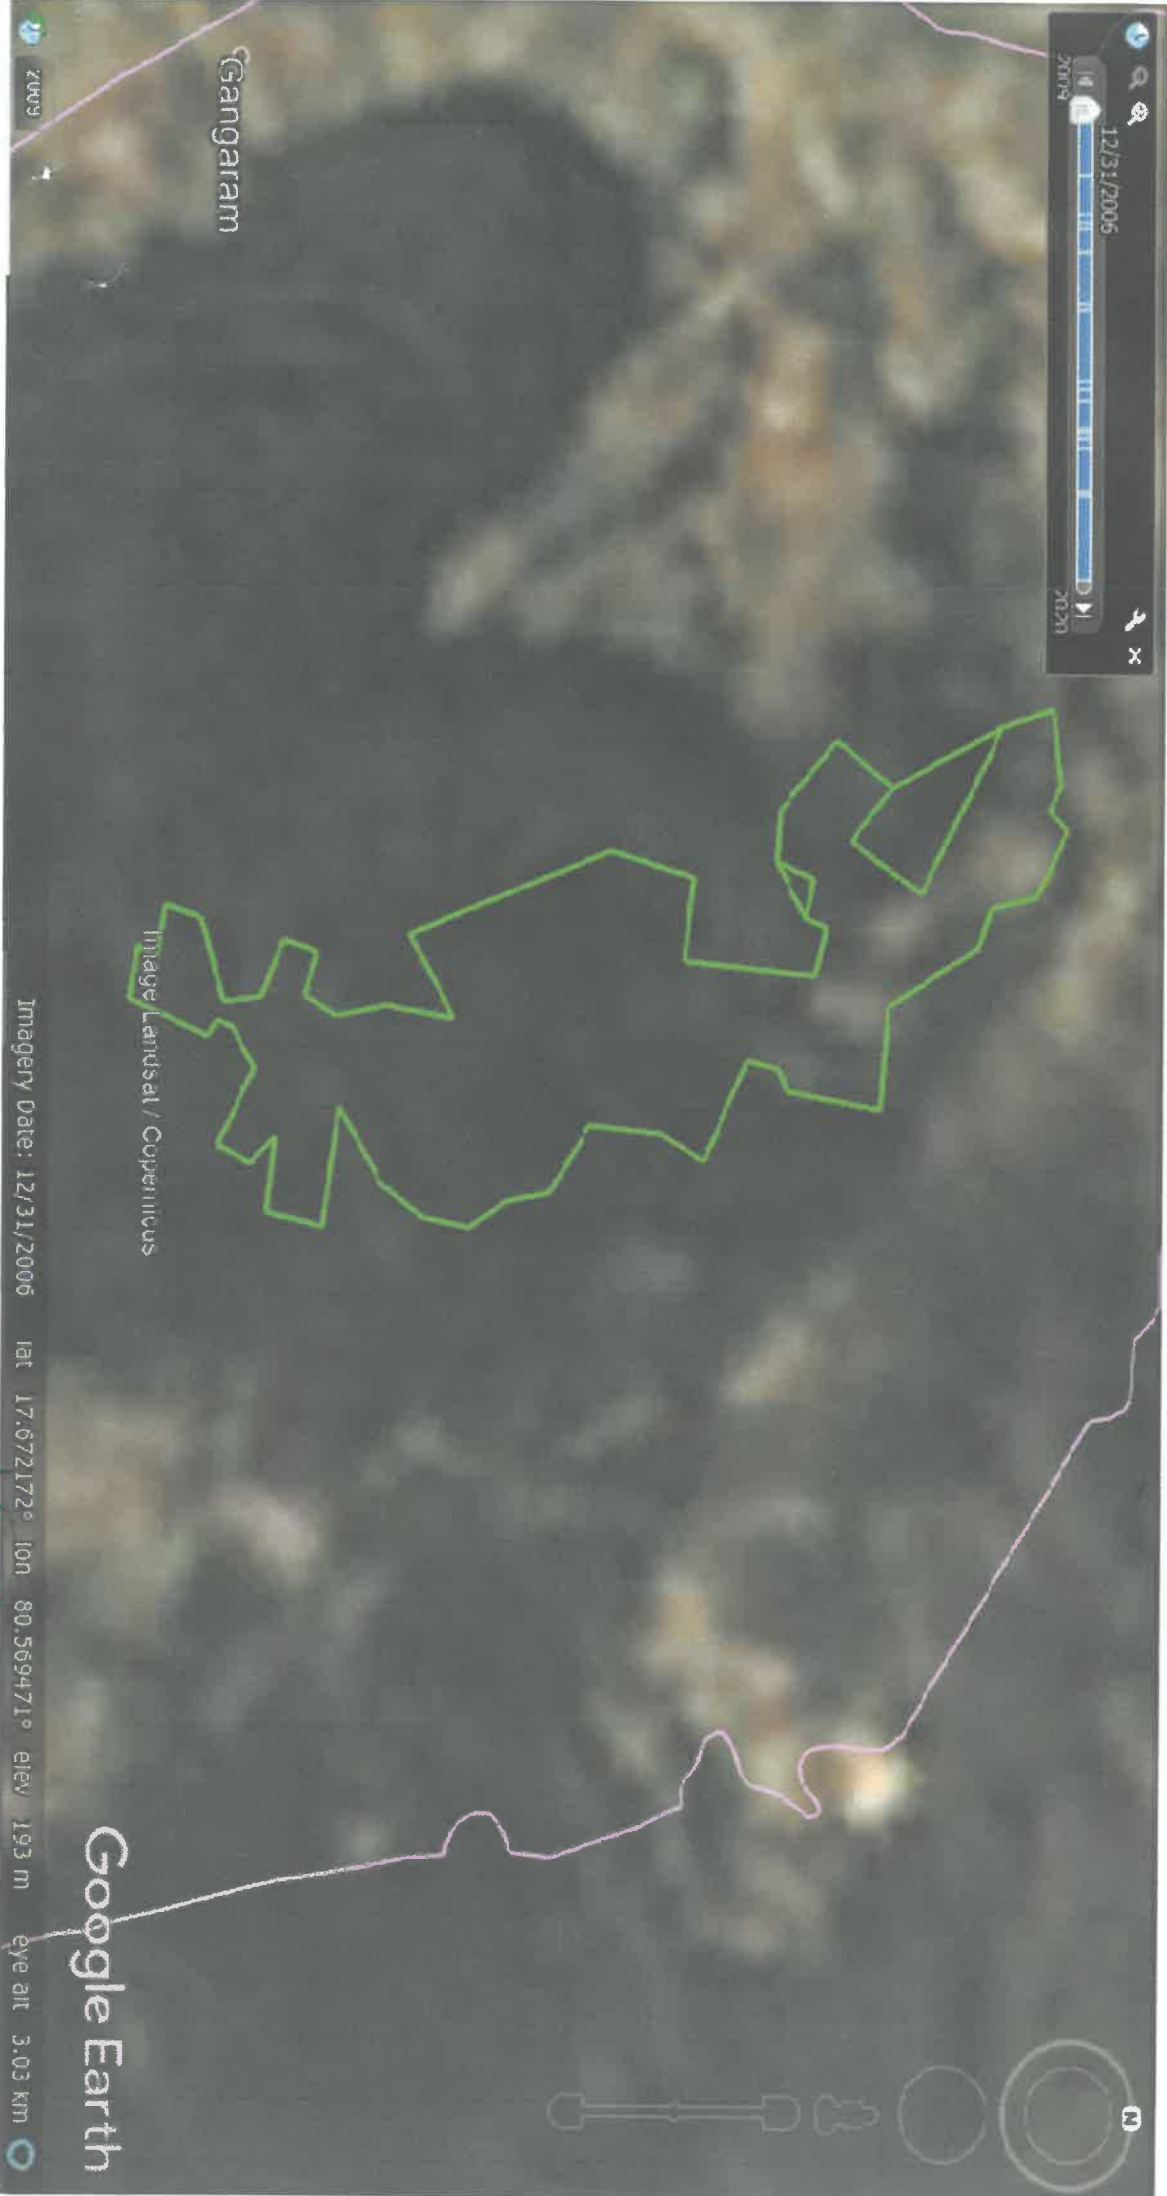 12/31/2006
2009
2020
N
Gangaram
Image Landsat / Copernicus
Google Earth
2009
Imagery Date: 12/31/2006 lat 17.672172° lon 80.569471° elev 193 m eye alt 3.03 km